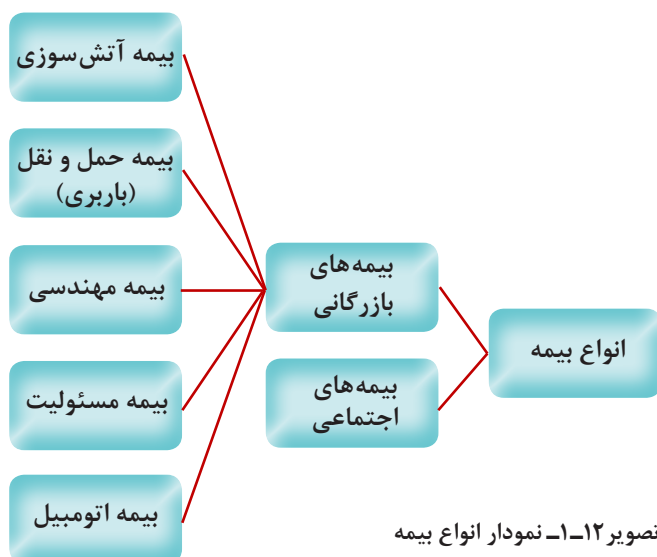 انواع بیمه
بیمه‌های
بازرگانی
بیمه‌های
اجتماعی
بیمه آتش‌سوزی
بیمه حمل و نقل
(باربری)
بیمه مهندسی
بیمه مسئولیت
بیمه اتومبیل
تصویر۱۲ــ۱ــ نمودار انواع بیمه